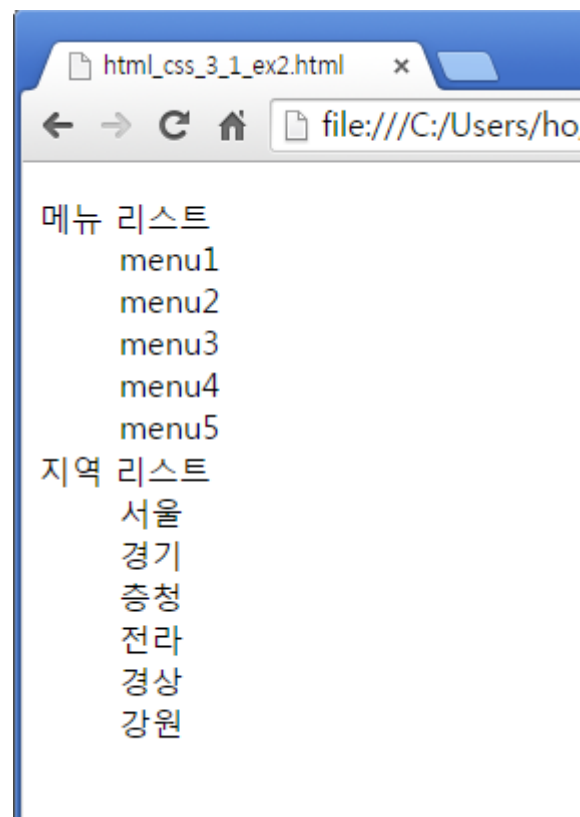 html_css_3_1_ex2.html
file:///C:/Users/ho
메뉴 리스트
menu1
menu2
menu3
menu4
menu5
지역 리스트
서울
경기
층청
전라
경상
강원